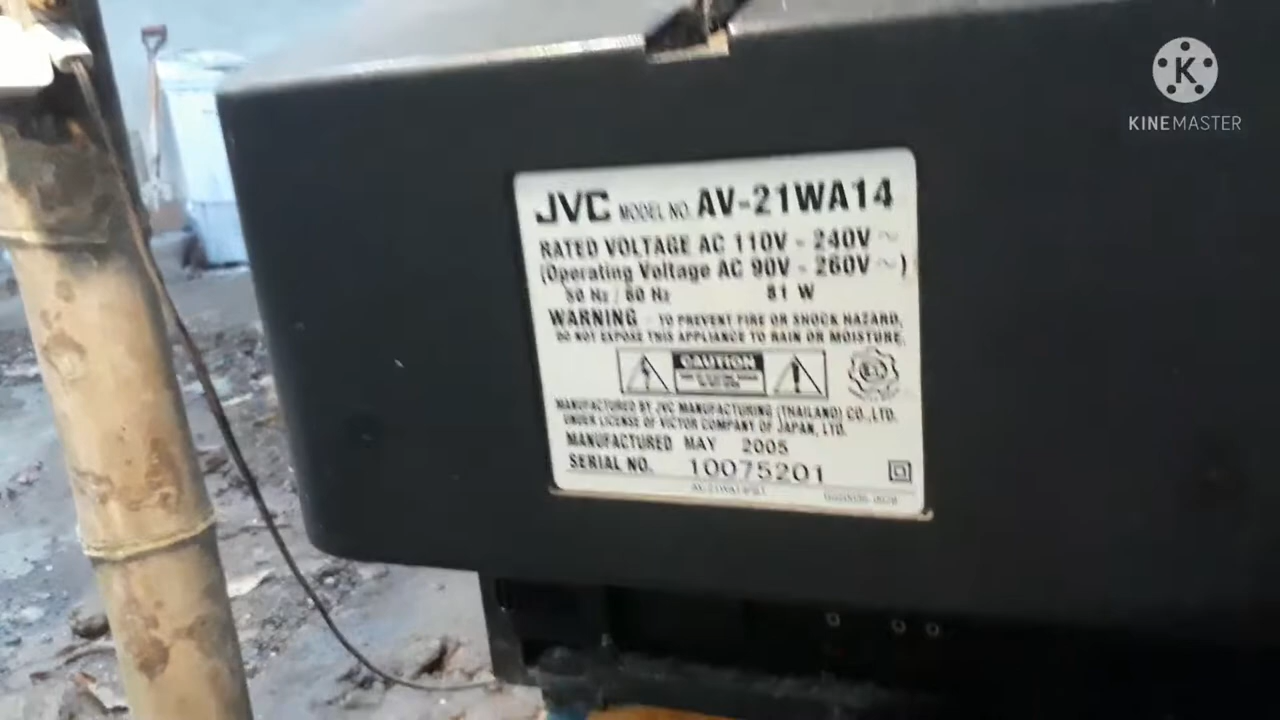 K
KINEMASTER
JVC MODEL NO. AV-21WA14
RATED VOLTAGE AC 110V - 240V ~
(Operating Voltage AC 90V - 260V ~)
50 Hz / 60 Hz 81 W
WARNING - TO PREVENT FIRE OR SHOCK HAZARD,
DO NOT EXPOSE THIS APPLIANCE TO RAIN OR MOISTURE.
CAUTION
MANUFACTURED BY JVC MANUFACTURING (THAILAND) CO.,LTD.
UNDER LICENSE OF VICTOR COMPANY OF JAPAN, LTD.
MANUFACTURED MAY 2005
SERIAL NO. 10075201